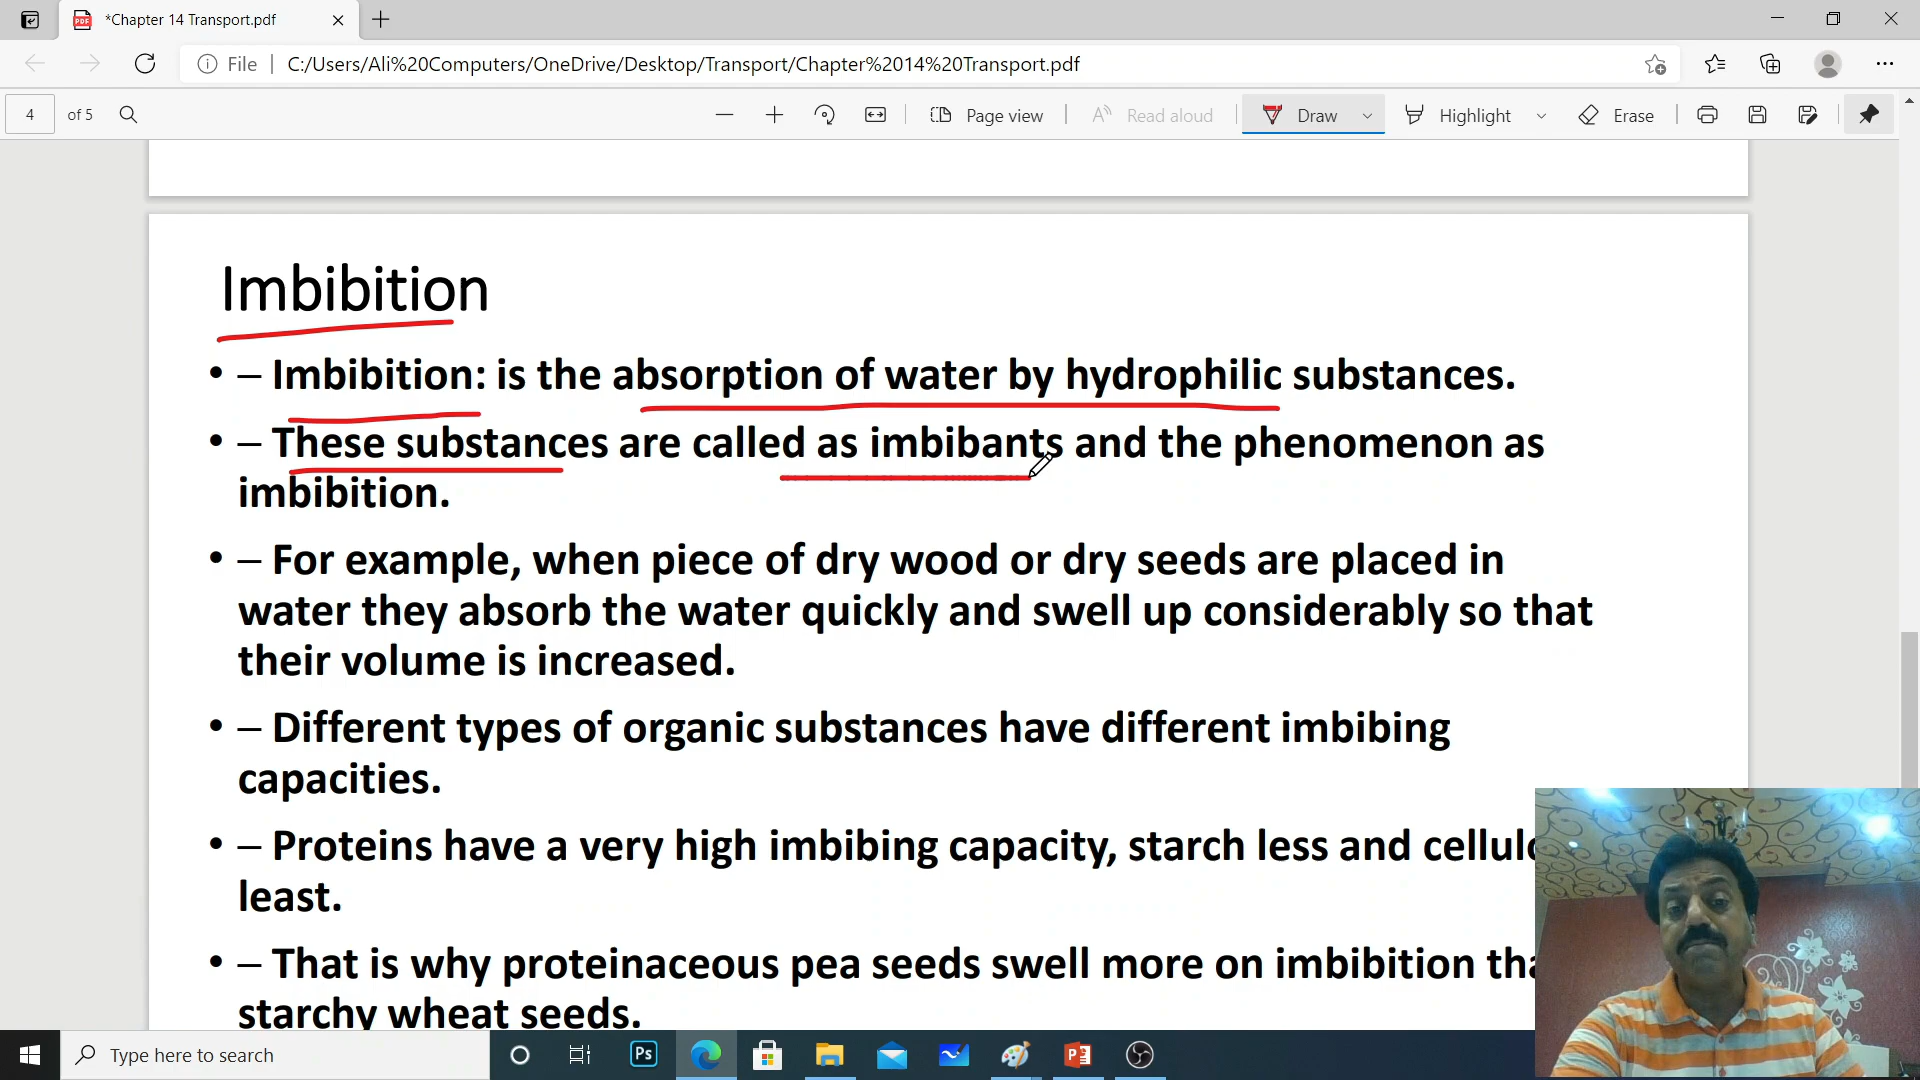 *Chapter 14 Transport.pdf
File
C:/Users/Ali%20Computers/OneDrive/Desktop/Transport/Chapter%2014%20Transport.pdf
4 of 5
Page view
Read aloud
Draw
Highlight
Erase
Imbibition
• – Imbibition: is the absorption of water by hydrophilic substances.
• – These substances are called as imbibants and the phenomenon as
imbibition.
• – For example, when piece of dry wood or dry seeds are placed in
water they absorb the water quickly and swell up considerably so that
their volume is increased.
• – Different types of organic substances have different imbibing
capacities.
• – Proteins have a very high imbibing capacity, starch less and
least.
• – That is why proteinaceous pea seeds swell more on imbibition
starchy wheat seeds.
Type here to search
Ps